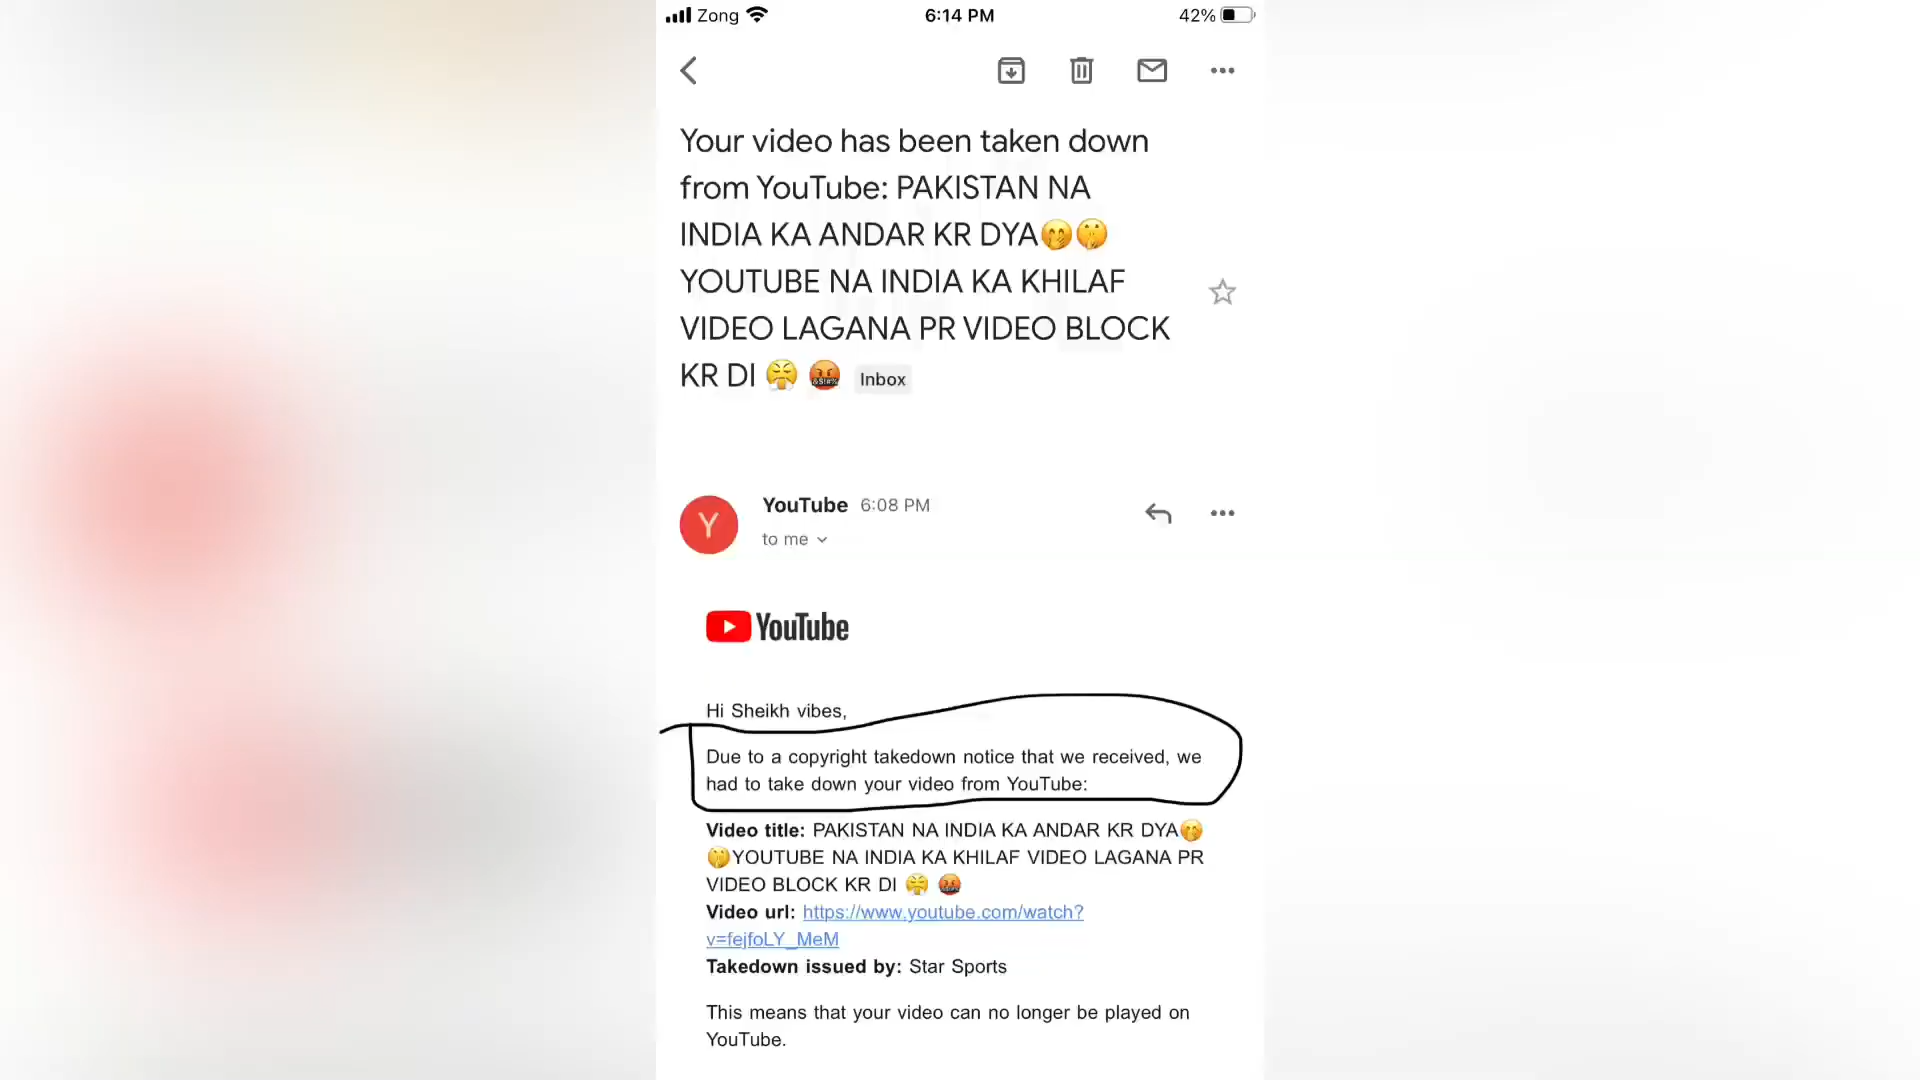 Zong 6:14 PM 42%
Your video has been taken down
from YouTube: PAKISTAN NA
INDIA KA ANDAR KR DYA🤭🤫
YOUTUBE NA INDIA KA KHILAF
VIDEO LAGANA PR VIDEO BLOCK
KR DI 😤 🤬 Inbox
Y
YouTube 6:08 PM
to me
YouTube
Hi Sheikh vibes,
Due to a copyright takedown notice that we received, we
had to take down your video from YouTube:
Video title: PAKISTAN NA INDIA KA ANDAR KR DYA🤭
🤫YOUTUBE NA INDIA KA KHILAF VIDEO LAGANA PR
VIDEO BLOCK KR DI 😤 🤬
Video url: https://www.youtube.com/watch?
v=fejfoLY_MeM
Takedown issued by: Star Sports
This means that your video can no longer be played on
YouTube.